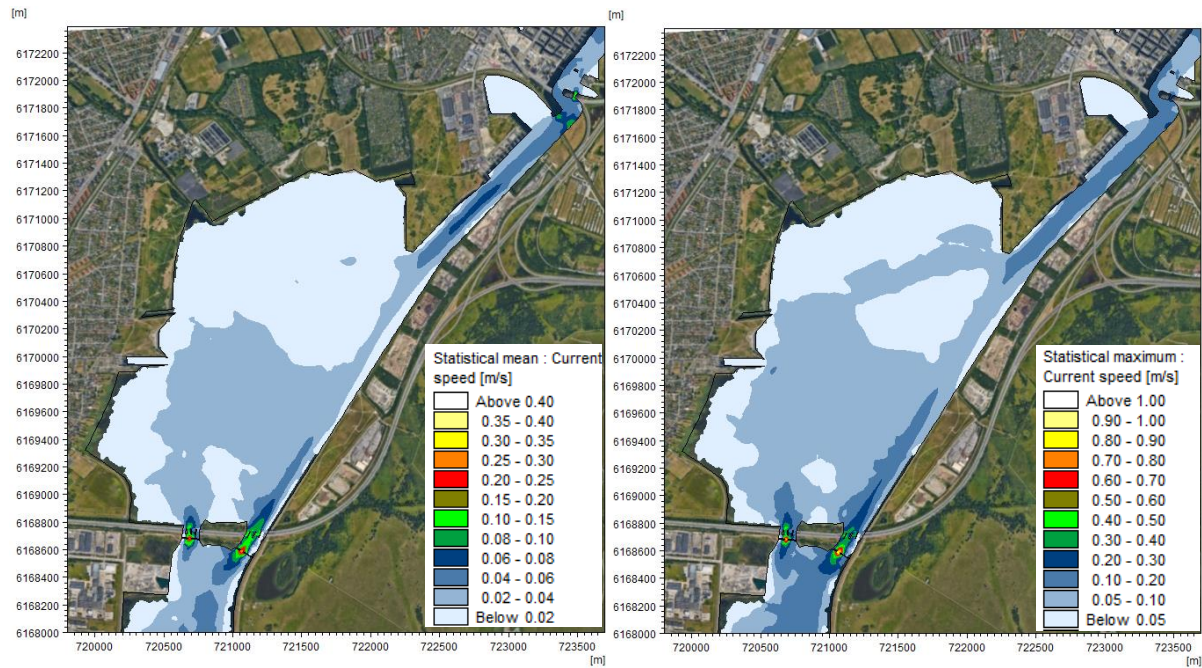 [m]
6172200
6172000
6171800
6171600
6171400
6171200
6171000
6170800
6170600
6170400
6170200
6170000
6169800
6169600
6169400
6169200
6169000
6168800
6168600
6168400
6168200
6168000
Statistical mean : Current
speed [m/s]
Above 0.40
0.35 - 0.40
0.30 - 0.35
0.25 - 0.30
0.20 - 0.25
0.15 - 0.20
0.10 - 0.15
0.08 - 0.10
0.06 - 0.08
0.04 - 0.06
0.02 - 0.04
Below 0.02
720000 720500 721000 721500 722000 722500 723000 723500
[m]
[m]
6172200
6172000
6171800
6171600
6171400
6171200
6171000
6170800
6170600
6170400
6170200
6170000
6169800
6169600
6169400
6169200
6169000
6168800
6168600
6168400
6168200
6168000
Statistical maximum :
Current speed [m/s]
Above 1.00
0.90 - 1.00
0.80 - 0.90
0.70 - 0.80
0.60 - 0.70
0.50 - 0.60
0.40 - 0.50
0.30 - 0.40
0.20 - 0.30
0.10 - 0.20
0.05 - 0.10
Below 0.05
720000 720500 721000 721500 722000 722500 723000 723500
[m]